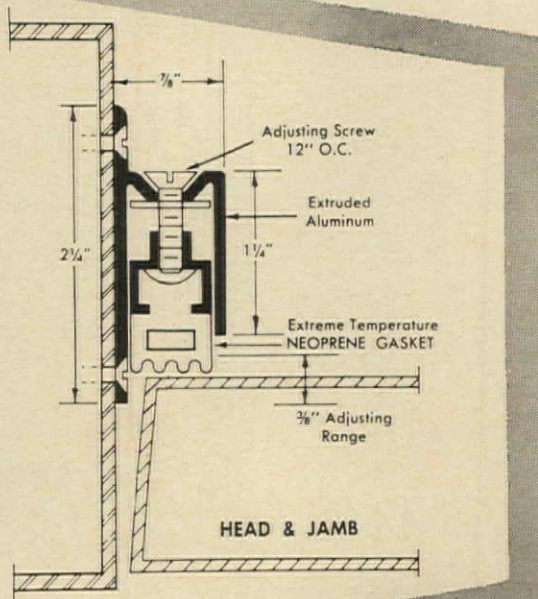 7/8"
Adjusting Screw
12" O.C.
Extruded
Aluminum
2 1/4"
1 1/4"
Extreme Temperature
NEOPRENE GASKET
3/8" Adjusting
Range
HEAD & JAMB